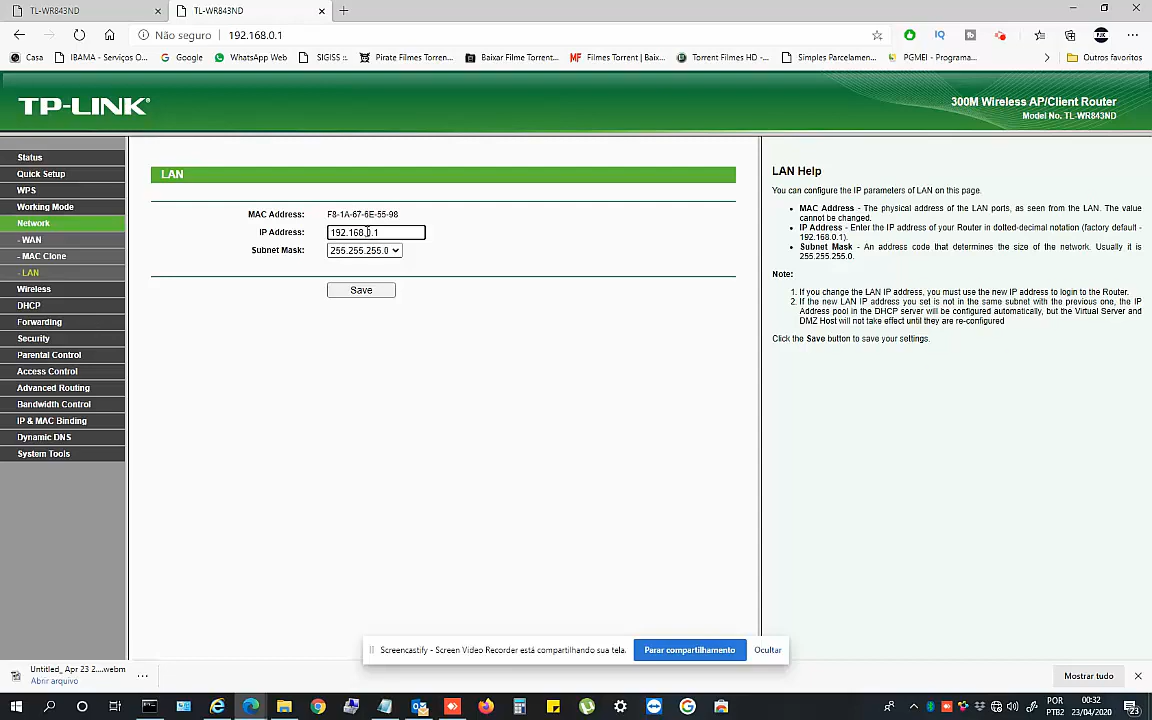 TL-WR843ND
TL-WR843ND
Não seguro | 192.168.0.1
Casa
IBAMA - Serviços O...
Google
WhatsApp Web
SIGISS ::.
Pirate Filmes Torren...
Baixar Filme Torrent...
Filmes Torrent | Baix...
Torrent Filmes HD -...
Simples Parcelamen...
PGMEI - Programa...
Outros favoritos
TP-LINK®
300M Wireless AP/Client Router
Model No. TL-WR843ND
Status
Quick Setup
WPS
Working Mode
Network
- WAN
- MAC Clone
- LAN
Wireless
DHCP
Forwarding
Security
Parental Control
Access Control
Advanced Routing
Bandwidth Control
IP & MAC Binding
Dynamic DNS
System Tools
LAN
MAC Address: F8-1A-67-6E-55-98
IP Address: 192.168.0.1
Subnet Mask: 255.255.255.0
Save
LAN Help
You can configure the IP parameters of LAN on this page.
• MAC Address - The physical address of the LAN ports, as seen from the LAN. The value
cannot be changed.
• IP Address - Enter the IP address of your Router in dotted-decimal notation (factory default -
192.168.0.1).
• Subnet Mask - An address code that determines the size of the network. Usually it is
255.255.255.0.
Note:
1. If you change the LAN IP address, you must use the new IP address to login to the Router.
2. If the new LAN IP address you set is not in the same subnet with the previous one, the IP
Address pool in the DHCP server will be configured automatically, but the Virtual Server and
DMZ Host will not take effect until they are re-configured
Click the Save button to save your settings.
Screencastify - Screen Video Recorder está compartilhando sua tela.
Parar compartilhamento
Ocultar
Untitled_ Apr 23 2....webm
Abrir arquivo
Mostrar tudo
POR
PTB2
00:32
23/04/2020
23